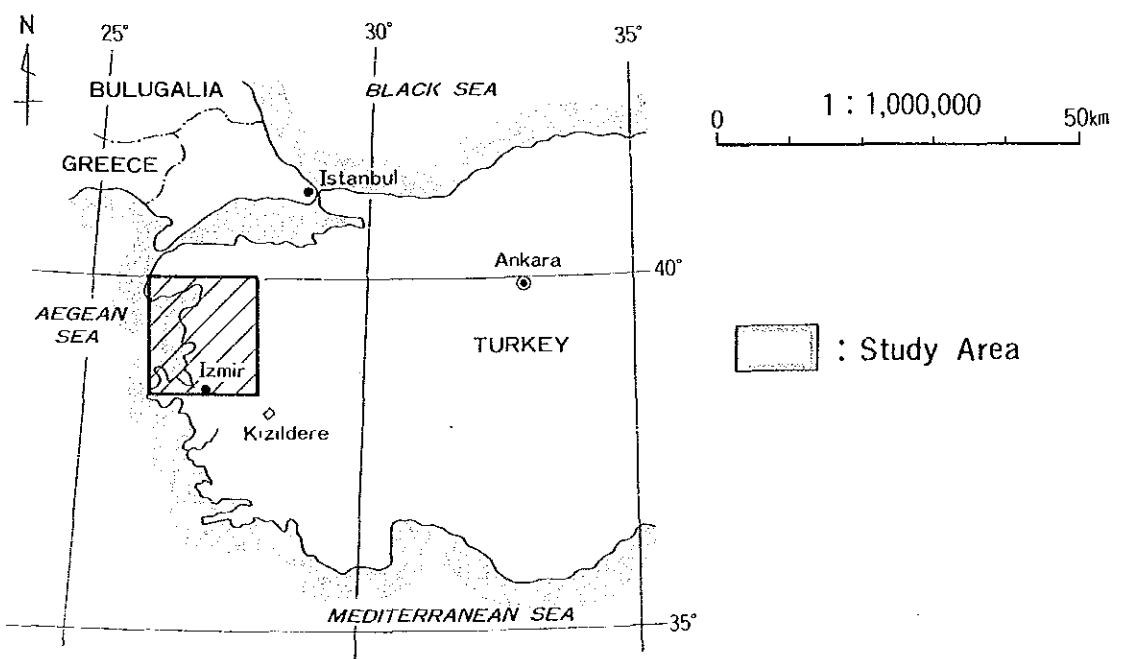 N
25°
30°
35°
BULUGALIA
BLACK SEA
1 : 1,000,000
0
50km
GREECE
Istanbul
Ankara
40°
AEGEAN
SEA
TURKEY
: Study Area
Izmir
Kızıldere
MEDITERRANEAN SEA
35°